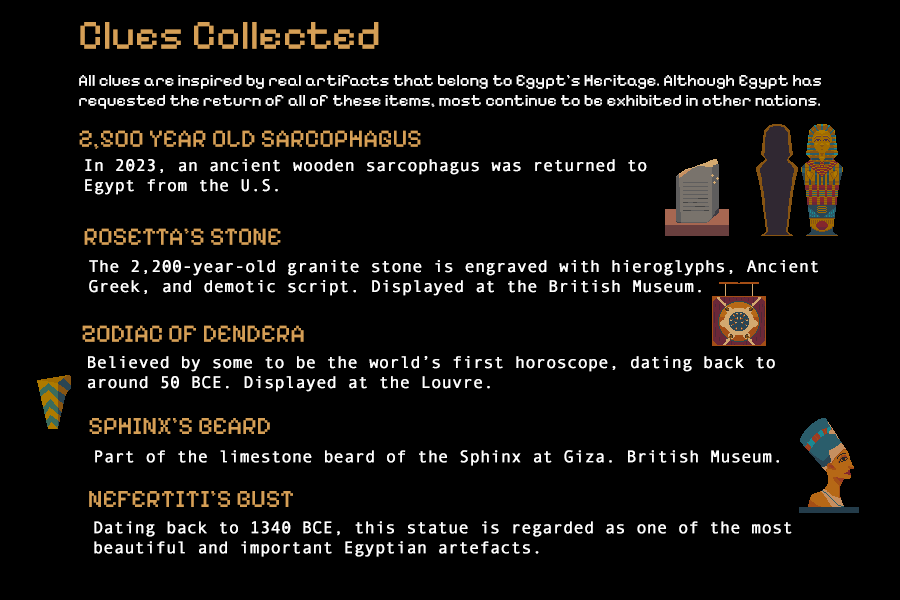 Clues Collected
All clues are inspired by real artifacts that belong to Egypt's Heritage. Although Egypt has
requested the return of all of these items, most continue to be exhibited in other nations.
2,500 YEAR OLD SARCOPHAGUS
In 2023, an ancient wooden sarcophagus was returned to
Egypt from the U.S.
ROSETTA'S STONE
The 2,200-year-old granite stone is engraved with hieroglyphs, Ancient
Greek, and demotic script. Displayed at the British Museum.
ZODIAC OF DENDERA
Believed by some to be the world's first horoscope, dating back to
around 50 BCE. Displayed at the Louvre.
SPHINX'S BEARD
Part of the limestone beard of the Sphinx at Giza. British Museum.
NEFERTITI'S BUST
Dating back to 1340 BCE, this statue is regarded as one of the most
beautiful and important Egyptian artefacts.